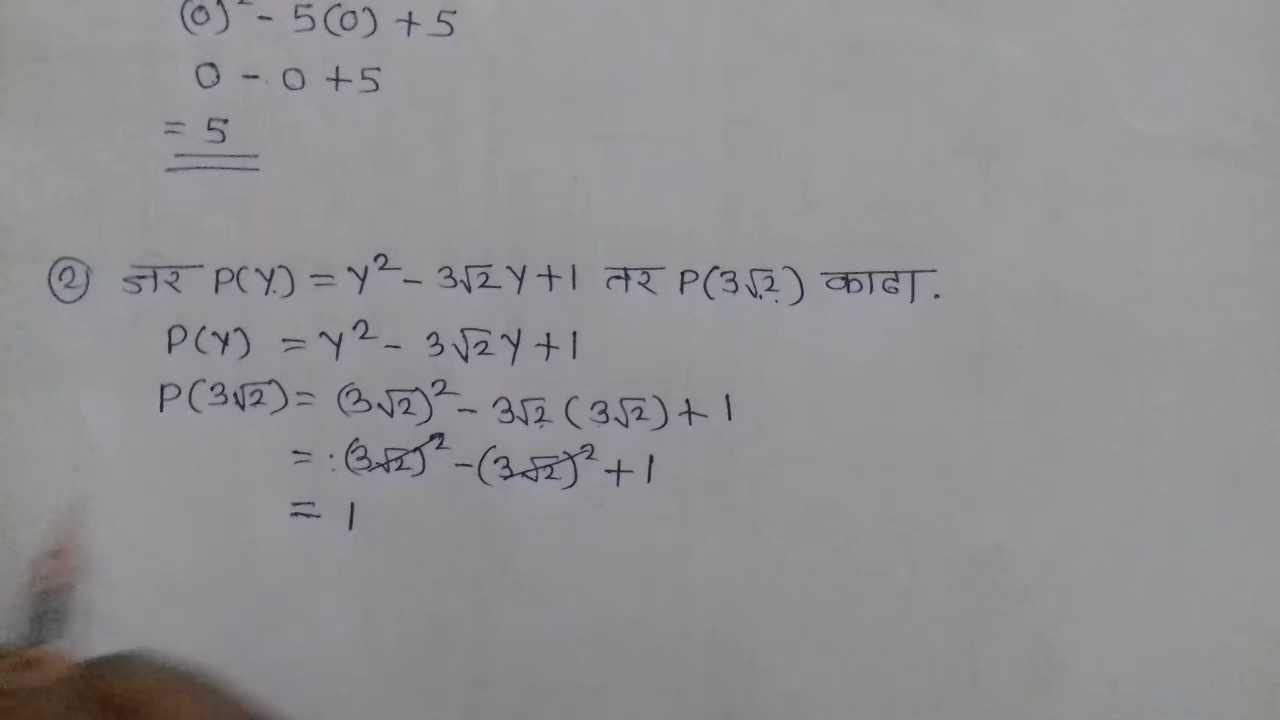 (0)² - 5(0) + 5
0 - 0 + 5
= 5
② जर P(Y) = Y² - 3√2Y + 1 तर P(3√2) काढा.
P(Y) = Y² - 3√2Y + 1
P(3√2) = (3√2)² - 3√2 (3√2) + 1
= (3√2)² - (3√2)² + 1
= 1